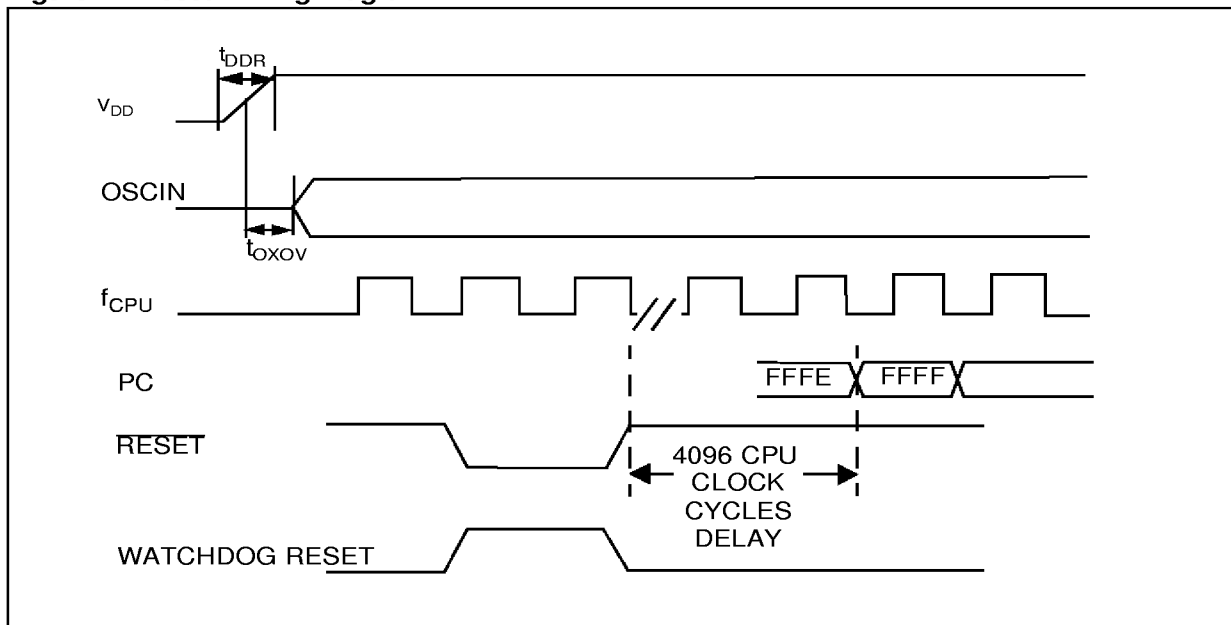 tDDR
VDD
OSCIN
tOXOV
fCPU
PC
FFFE
FFFF
RESET
4096 CPU
CLOCK
CYCLES
DELAY
WATCHDOG RESET